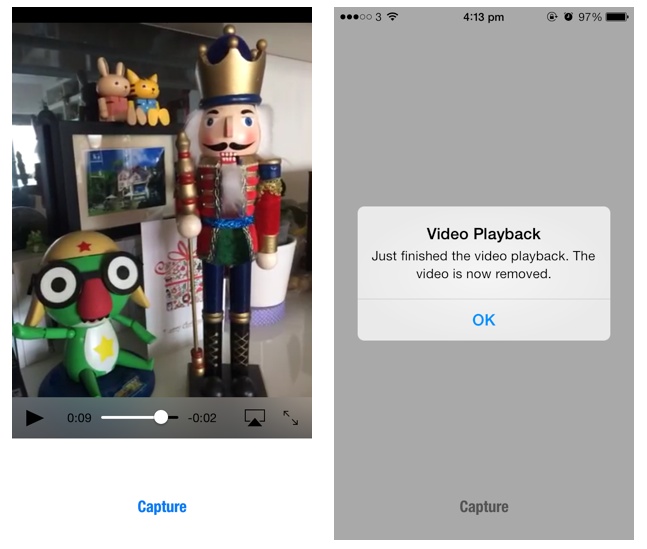 0:09
-0:02
Capture
3
4:13 pm
97%
Video Playback
Just finished the video playback. The
video is now removed.
OK
Capture